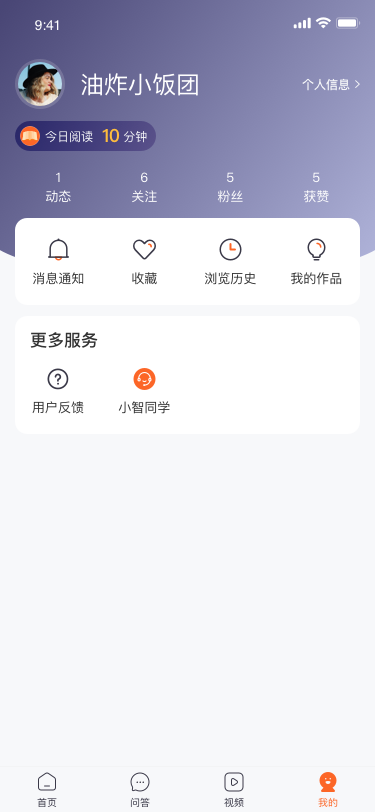 9:41
油炸小饭团
个人信息
今日阅读 10 分钟
1 6 5 5
动态 关注 粉丝 获赞
消息通知 收藏 浏览历史 我的作品
更多服务
用户反馈 小智同学
首页 问答 视频 我的